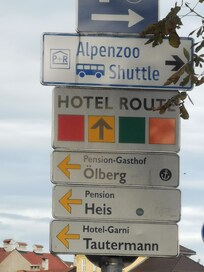 P+R
Alpenzoo
Shuttle
HOTEL ROUTE
Pension-Gasthof
Ölberg
Pension
Heis
Hotel-Garni
Tautermann